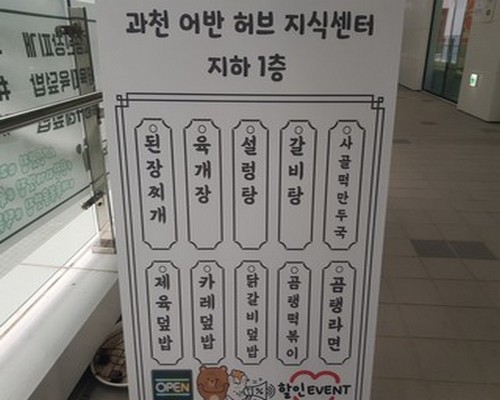 과천 어반 허브 지식센터
지하 1층
된장찌개
육개장
설렁탕
갈비탕
사골떡만두국
제육덮밥
카레덮밥
닭갈비덮밥
곰탱떡볶이
곰탱라면
OPEN
할인EVENT